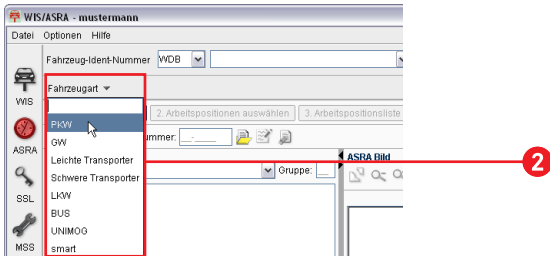 WIS/ASRA - mustermann
Datei Optionen Hilfe
Fahrzeug-Ident-Nummer WDB
Fahrzeugart
WIS
2. Arbeitspositionen auswählen 3. Arbeitspositionsliste
PKW
GW
ummer:
ASRA
ASRA Bild
Leichte Transporter
Gruppe:
2
Schwere Transporter
SSL
LKW
BUS
UNIMOG
MSS
smart